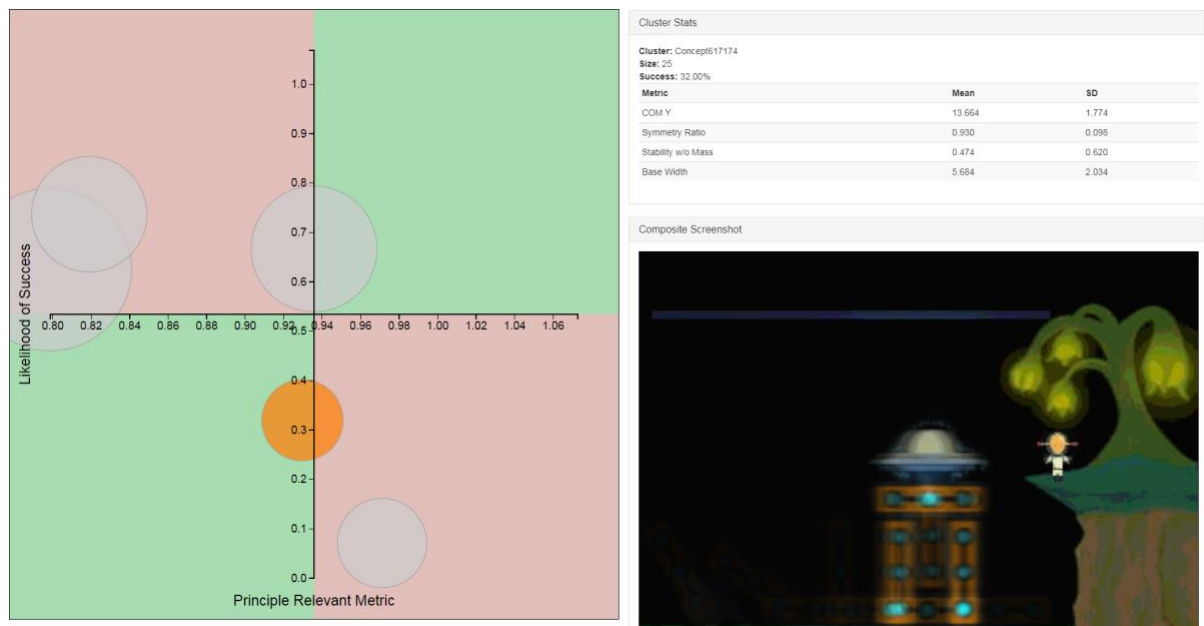 1.0
0.9
0.8
0.7
0.6
0.80 0.82 0.84 0.86 0.88 0.90 0.92 0.94 0.96 0.98 1.00 1.02 1.04 1.06
0.5
0.4
0.3
0.2
0.1
0.0
Likelihood of Success
Principle Relevant Metric
Cluster Stats
Cluster: Concept617174
Size: 25
Success: 32.00%
Metric Mean SD
COM Y 13.664 1.774
Symmetry Ratio 0.930 0.098
Stability w/o Mass 0.474 0.620
Base Width 5.684 2.034
Composite Screenshot